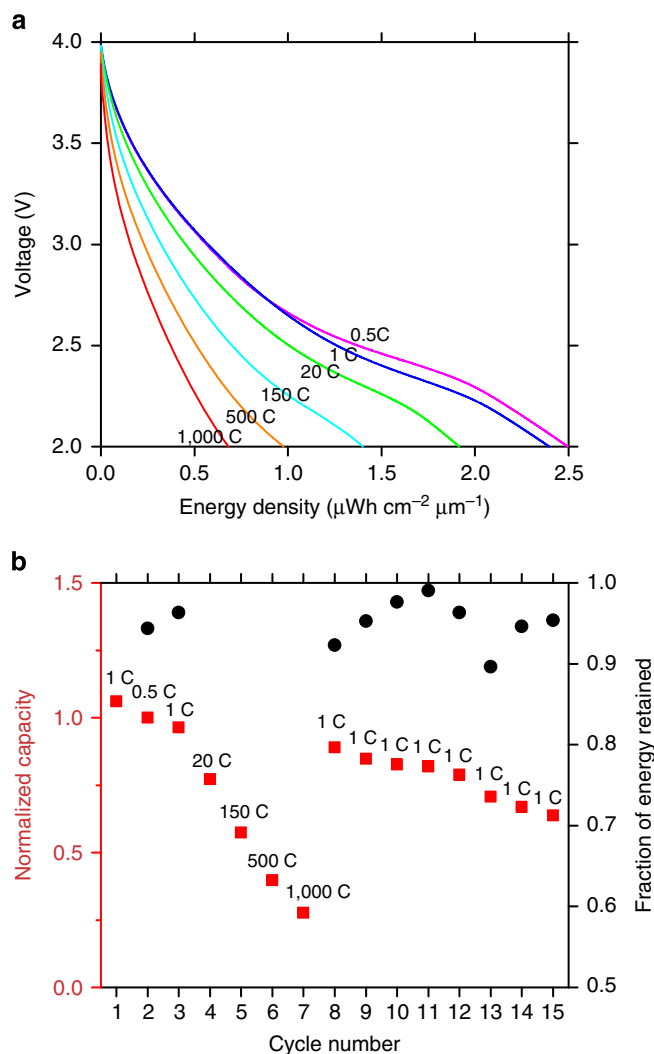 a
4.0
3.5
3.0
2.5
2.0
Voltage (V)
0.5C
1 C
20 C
150 C
500 C
1,000 C
0.0
0.5
1.0
1.5
2.0
2.5
Energy density (μWh cm⁻² μm⁻¹)
b
1.5
1.0
0.5
0.0
Normalized capacity
1.0
0.9
0.8
0.7
0.6
0.5
Fraction of energy retained
1 C
0.5 C
1 C
20 C
150 C
500 C
1,000 C
1 C
1 C
1 C
1 C
1 C
1 C
1 C
1 C
1 2 3 4 5 6 7 8 9 10 11 12 13 14 15
Cycle number